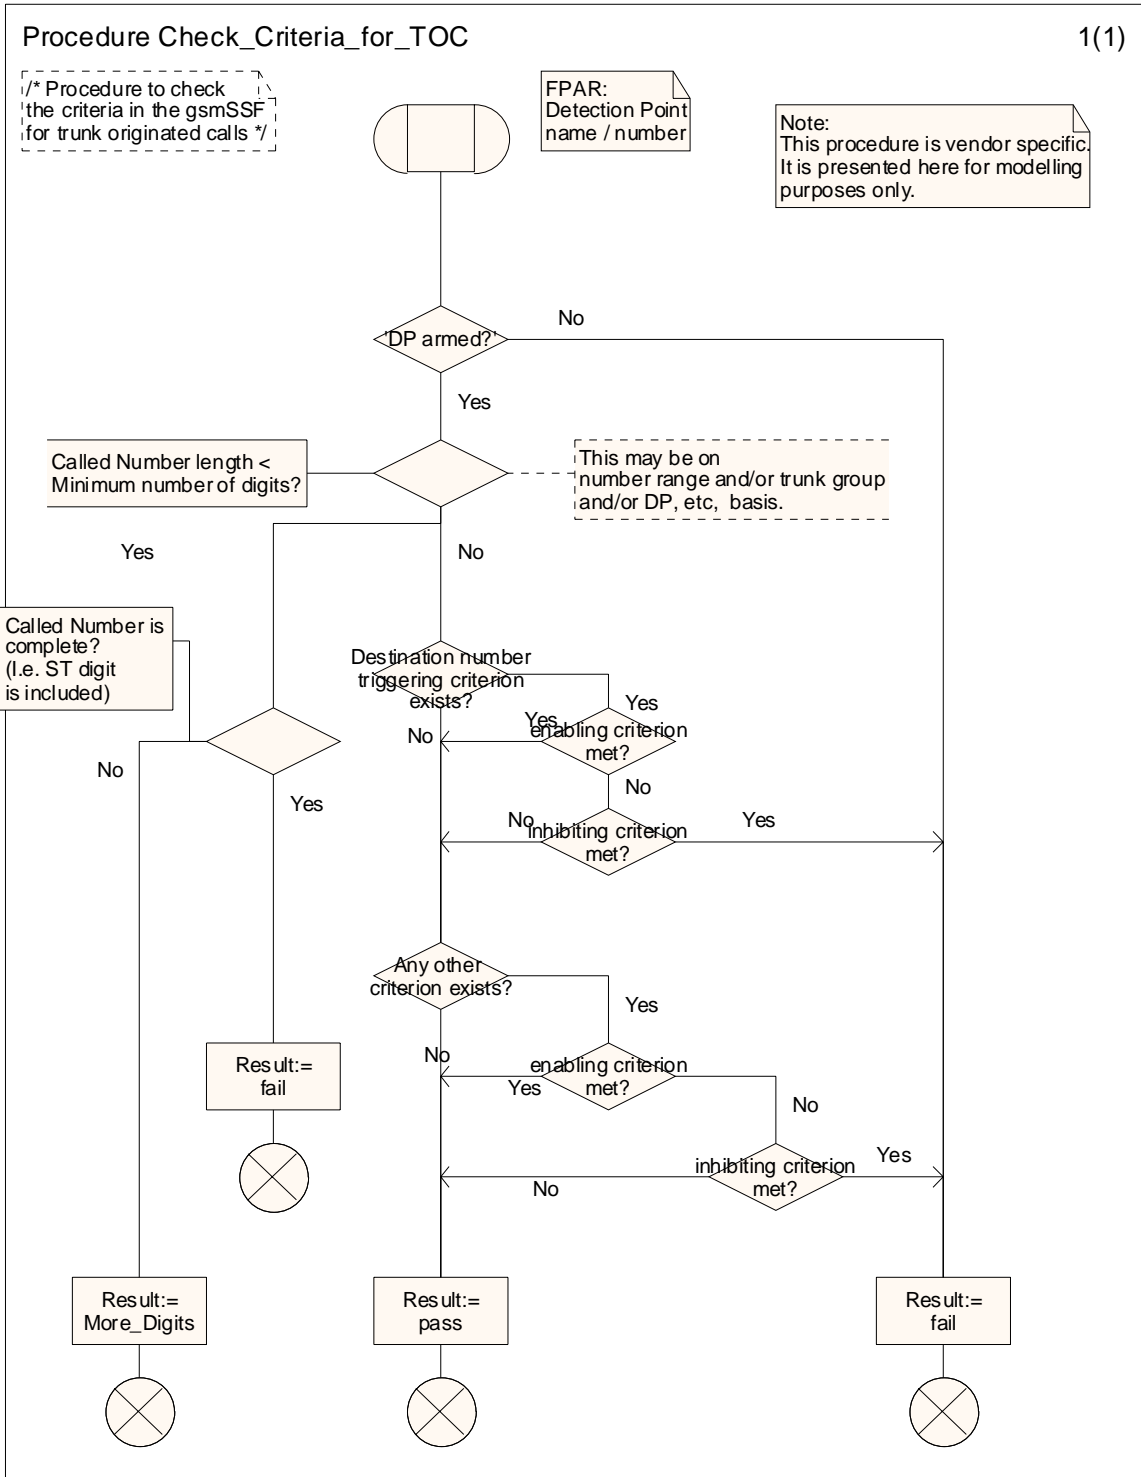 Procedure Check_Criteria_for_TOC
1(1)
/* Procedure to check
the criteria in the gsmSSF
for trunk originated calls */
FPAR:
Detection Point
name / number
Note:
This procedure is vendor specific.
It is presented here for modelling
purposes only.
'DP armed?'
No
Yes
Called Number length <
Minimum number of digits?
This may be on
number range and/or trunk group
and/or DP, etc, basis.
Yes
No
Called Number is
complete?
(I.e. ST digit
is included)
Destination number
triggering criterion
exists?
Yes
Yes
No
enabling criterion
met?
No
No
Yes
No
inhibiting criterion
met?
Yes
Any other
criterion exists?
Yes
No
enabling criterion
met?
Yes
No
Result:=
fail
inhibiting criterion
met?
Yes
No
Result:=
More_Digits
Result:=
pass
Result:=
fail